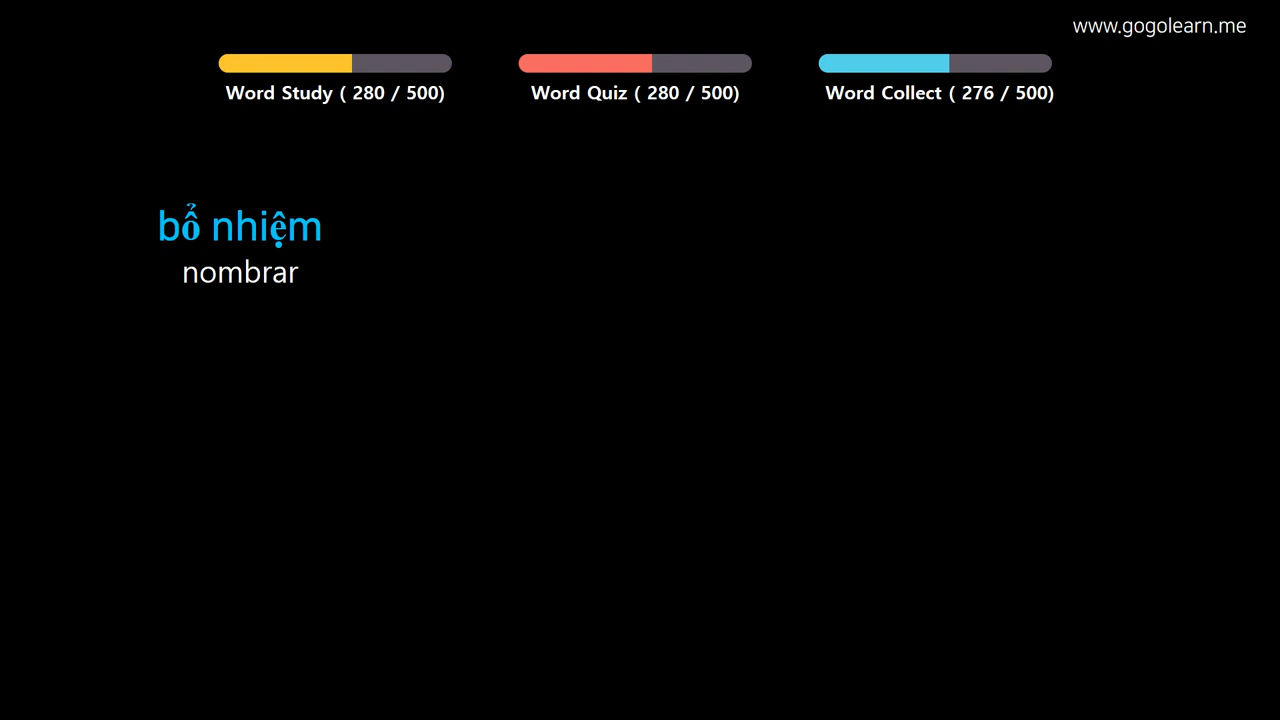 www.gogolearn.me
Word Study ( 280 / 500)
Word Quiz ( 280 / 500)
Word Collect ( 276 / 500)
bổ nhiệm
nombrar